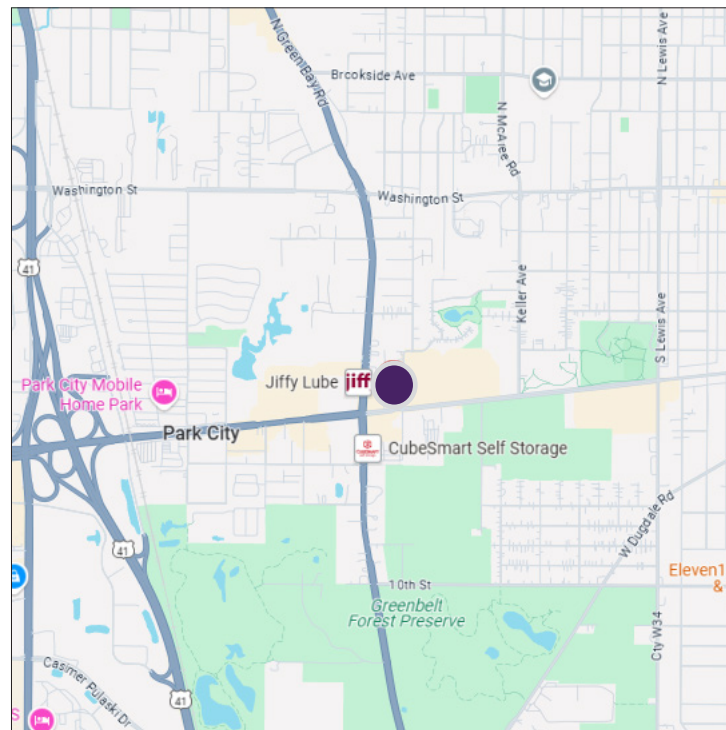 N Green Bay Rd
Brookside Ave
N Lewis Ave
N McAree Rd
Washington St
Washington St
41
Keller Ave
S Lewis Ave
Jiffy Lube
jiff
Park City Mobile
Home Park
Park City
CubeSmart Self Storage
W Dugdale Rd
41
Eleven1
&
10th St
Greenbelt
Forest Preserve
Cty W34
Casimer Pulaski Dr
41
S